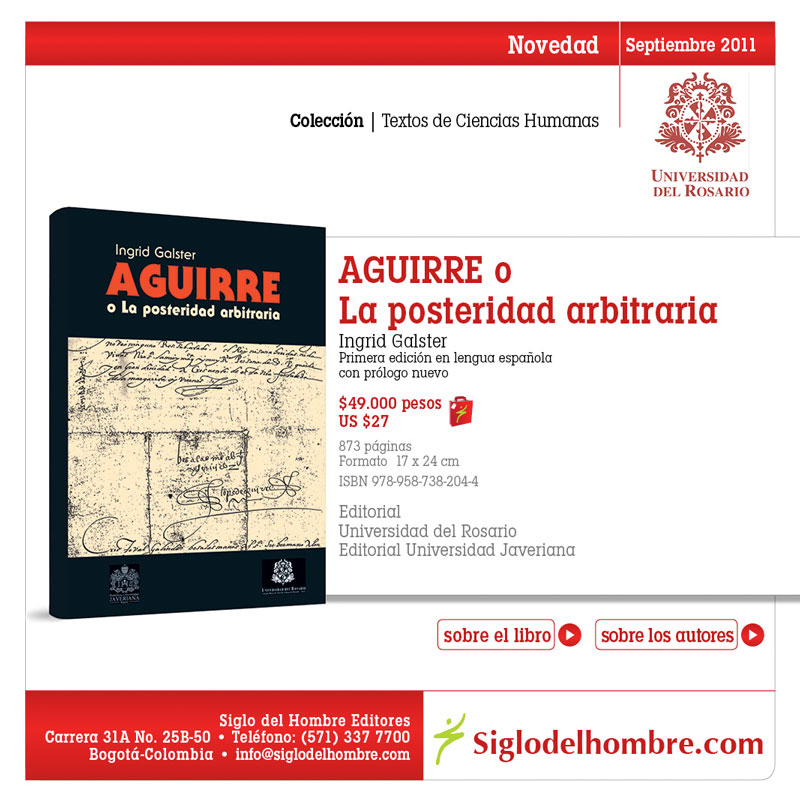 Novedad
Septiembre 2011
Colección | Textos de Ciencias Humanas
UNIVERSIDAD
DEL ROSARIO
Ingrid Galster
AGUIRRE
o La posteridad arbitraria
JAVERIANA
UNIVERSIDAD DEL ROSARIO
AGUIRRE o
La posteridad arbitraria
Ingrid Galster
Primera edición en lengua española
con prólogo nuevo
$49.000 pesos
US $27
873 páginas
Formato 17 x 24 cm
ISBN 978-958-738-204-4
Editorial
Universidad del Rosario
Editorial Universidad Javeriana
sobre el libro
sobre los autores
Siglo del Hombre Editores
Carrera 31A No. 25B-50 • Teléfono: (571) 337 7700
Bogotá-Colombia • info@siglodelhombre.com
Siglodelhombre.com